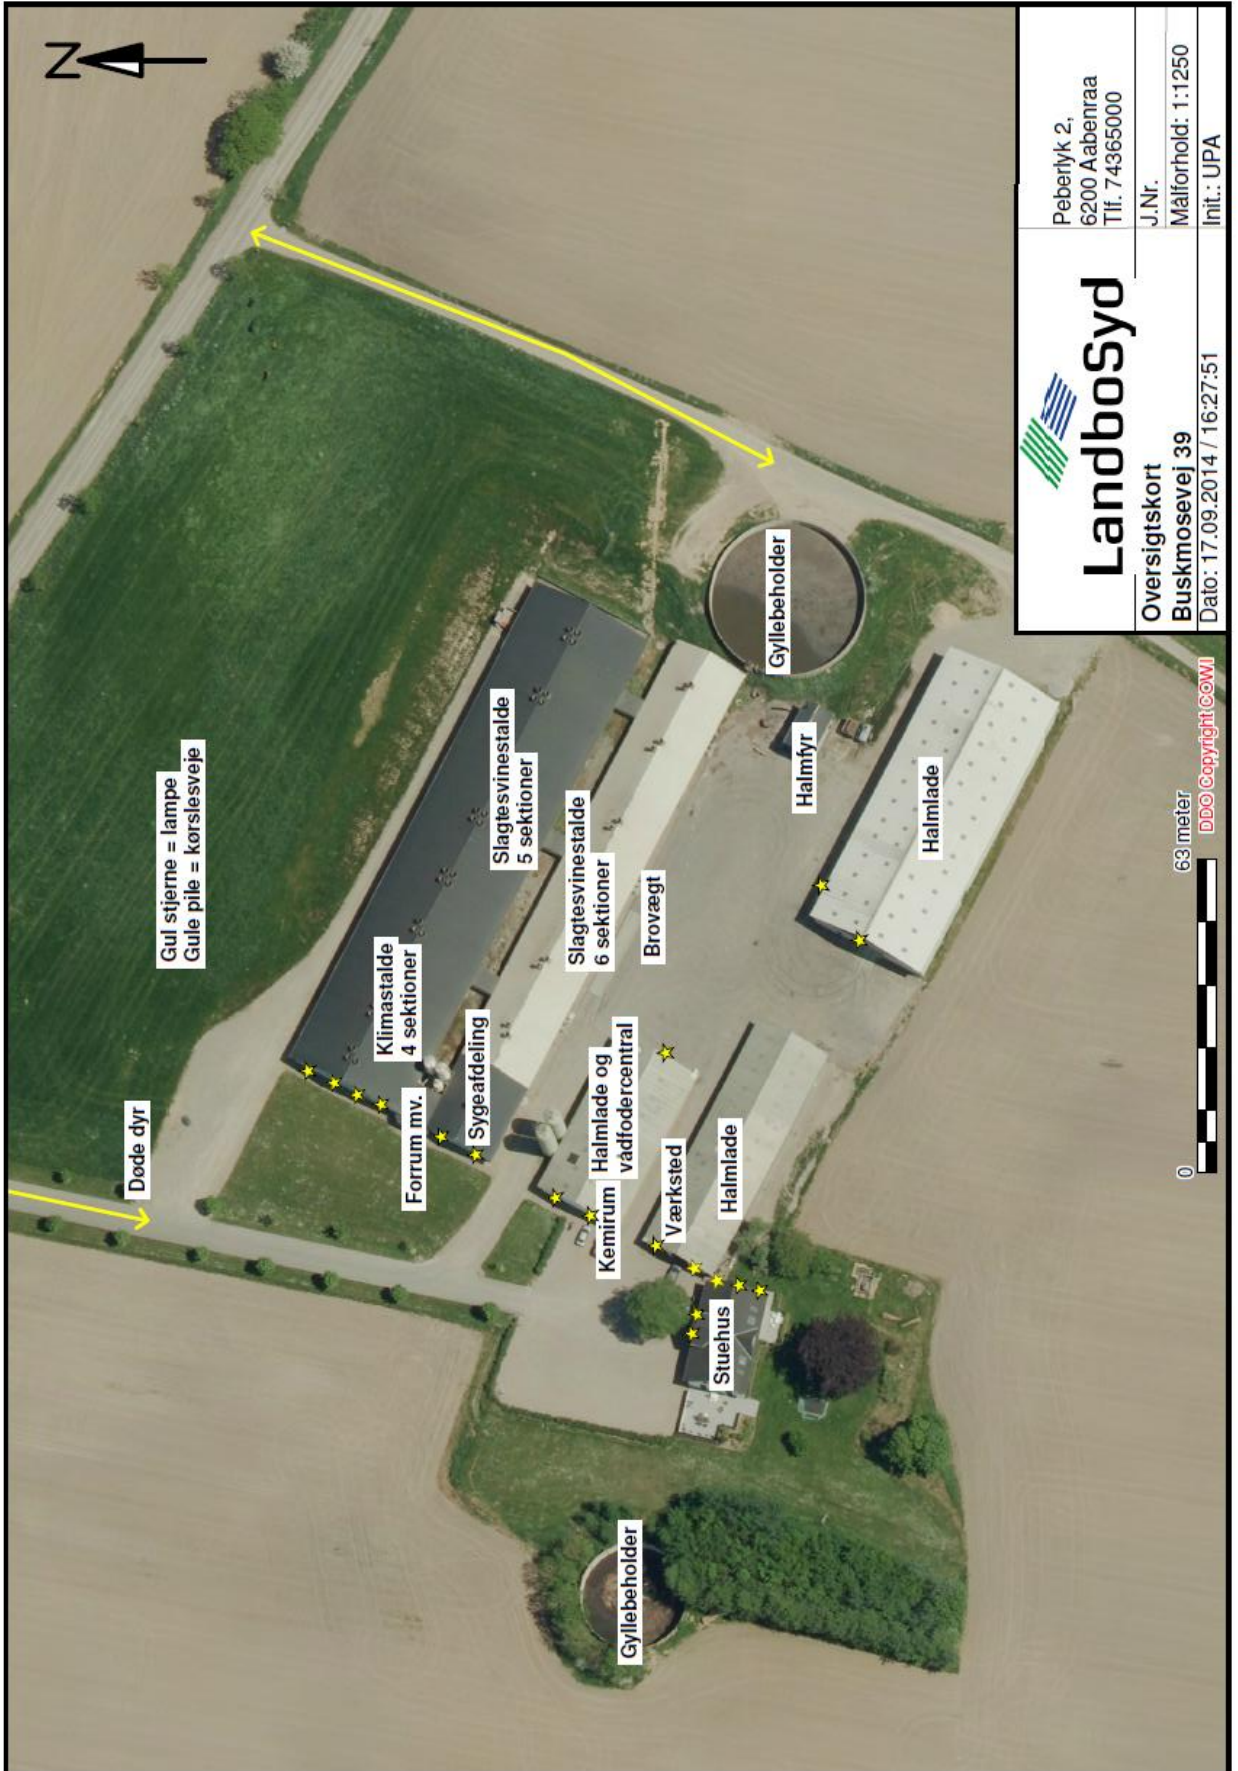 N
Gul stjerne = lampe
Gule pile = kørslesveje
Døde dyr
Klimastalde
4 sektioner
Slagtesvinestalde
5 sektioner
Forrum mv.
Sygeafdeling
Slagtesvinestalde
6 sektioner
Brovægt
Halmlade og
vådfodercentral
Kemirum
Værksted
Halmlade
Stuehus
Gyllebeholder
Gyllebeholder
Halmfyr
Halmlade
0
63 meter
DDO Copyright COWI
LandboSyd
Peberlyk 2,
6200 Aabenraa
Tlf. 74365000
Oversigtskort
J.Nr.
Buskmosevej 39
Målforhold: 1:1250
Dato: 17.09.2014 / 16:27:51
Init.: UPA